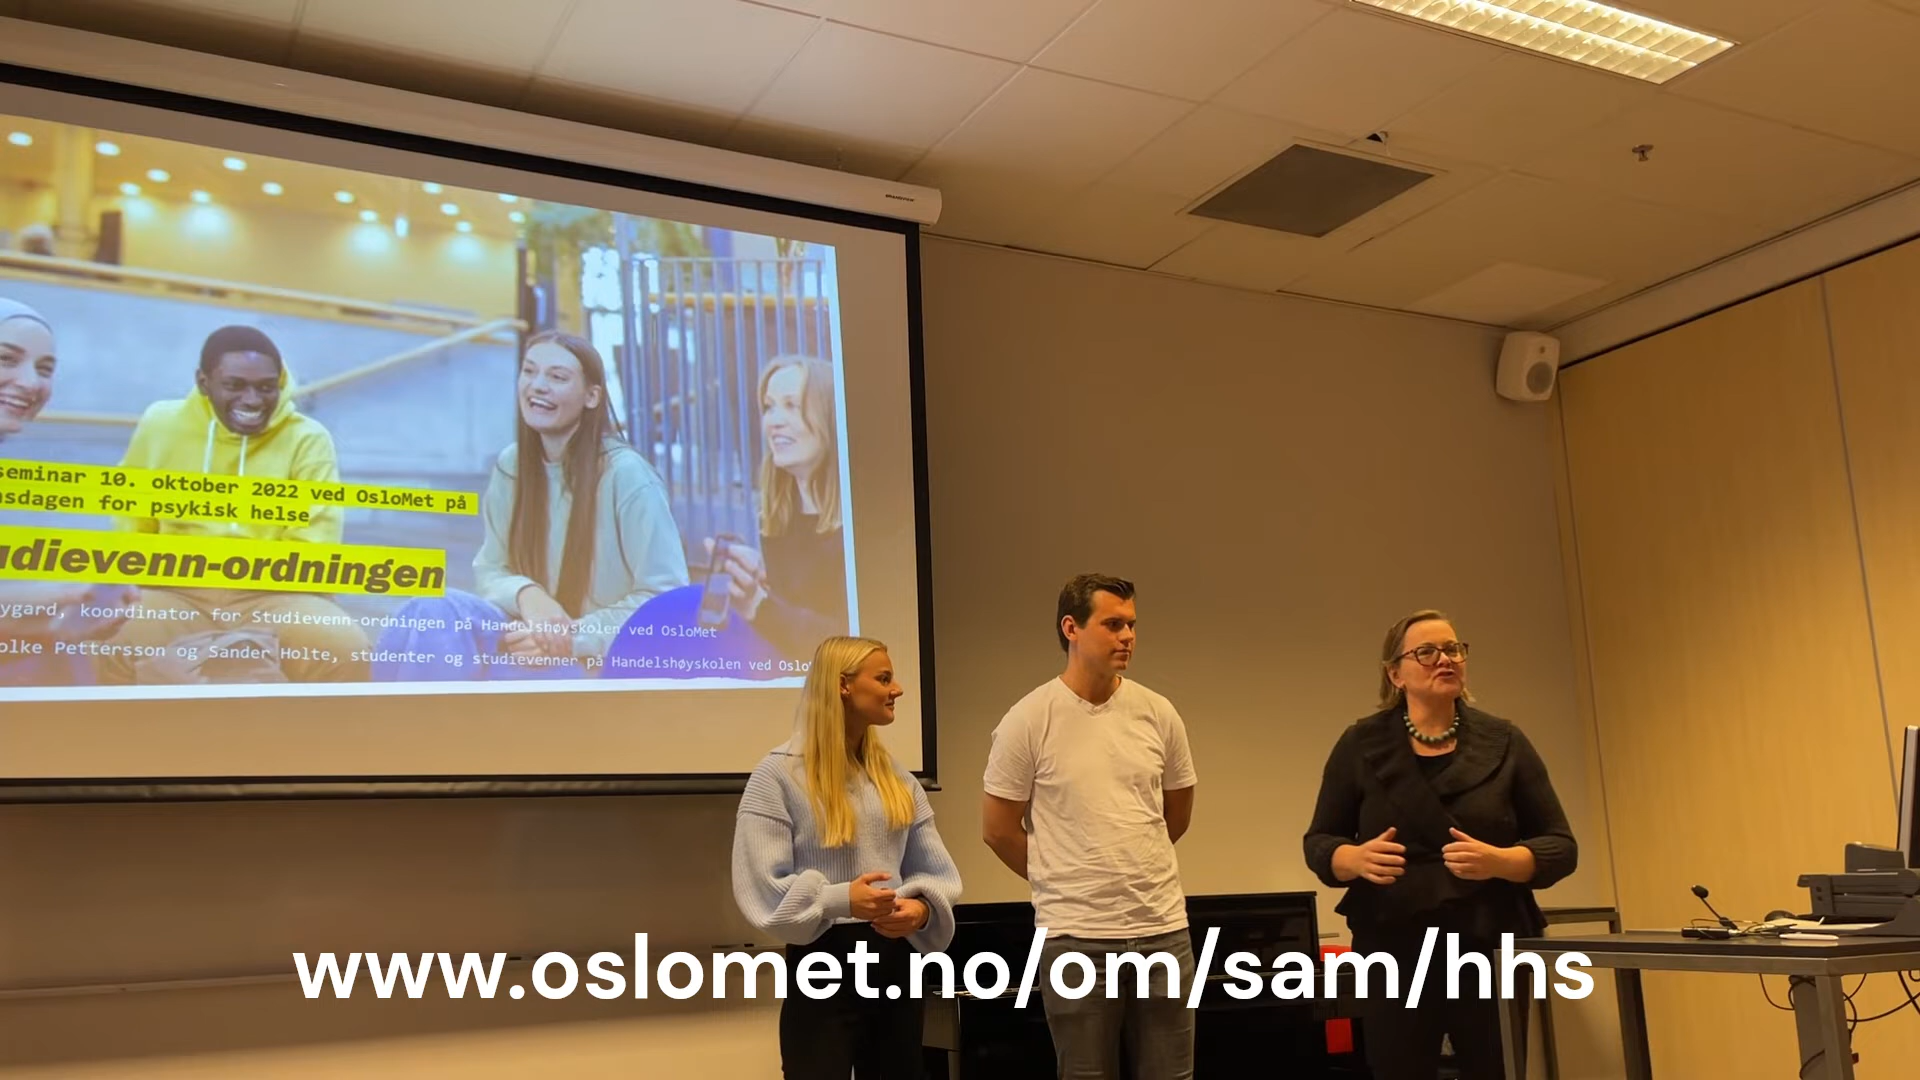 seminar 10. oktober 2022 ved OsloMet på
sdagen for psykisk helse
udievenn-ordningen
ygard, koordinator for Studievenn-ordningen på Handelshøyskolen ved OsloMet
olke Pettersson og Sander Holte, studenter og studievenner på Handelshøyskolen ved Oslo
www.oslomet.no/om/sam/hhs